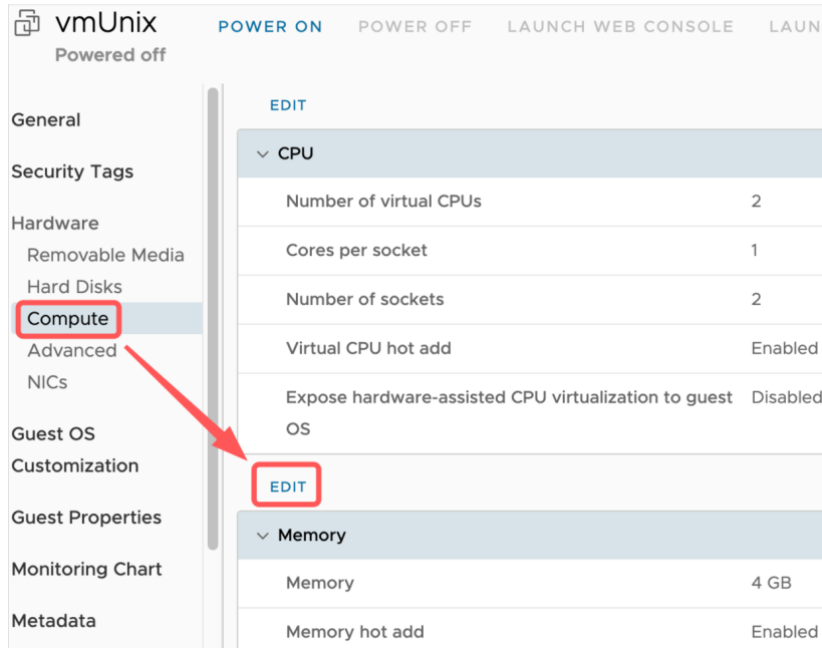 vmUnix
POWER ON POWER OFF LAUNCH WEB CONSOLE LAUN
Powered off
General
Security Tags
Hardware
Removable Media
Hard Disks
Compute
Advanced
NICs
Guest OS
Customization
Guest Properties
Monitoring Chart
Metadata
EDIT
CPU
Number of virtual CPUs 2
Cores per socket 1
Number of sockets 2
Virtual CPU hot add Enabled
Expose hardware-assisted CPU virtualization to guest Disabled
OS
EDIT
Memory
Memory 4 GB
Memory hot add Enabled